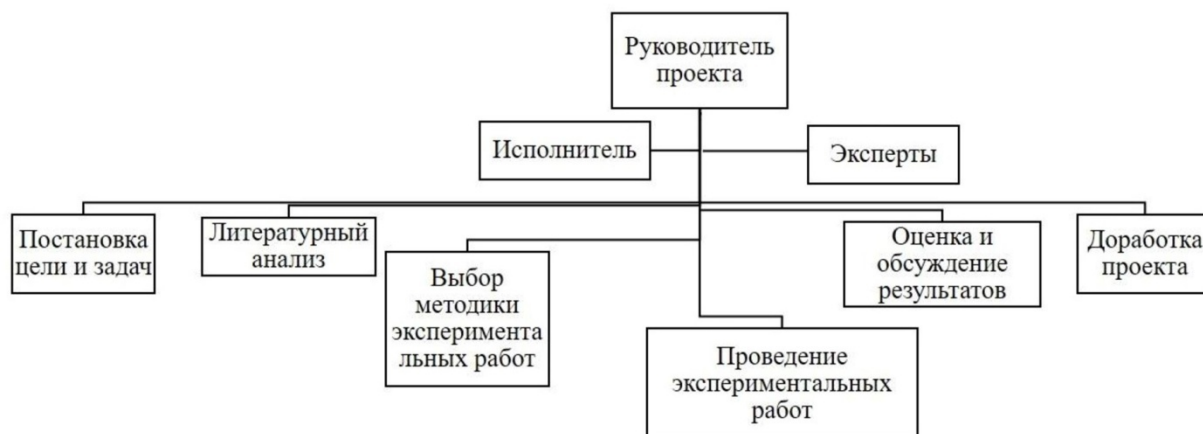 Руководитель
проекта
Исполнитель
Эксперты
Постановка
цели и задач
Литературный
анализ
Выбор
методики
эксперимента
льных работ
Проведение
экспериментальных
работ
Оценка и
обсуждение
результатов
Доработка
проекта